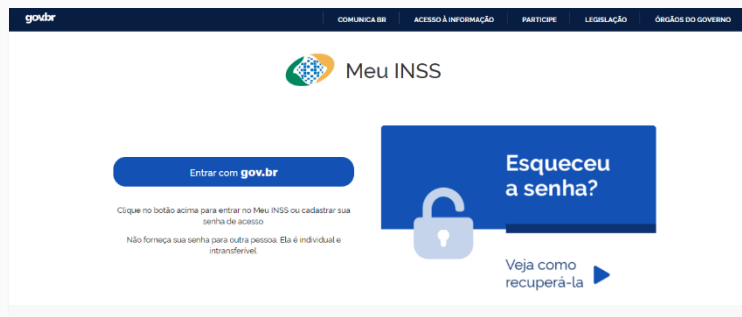 gov.br
COMUNICA BR
ACESSO À INFORMAÇÃO
PARTICIPE
LEGISLAÇÃO
ÓRGÃOS DO GOVERNO
Meu INSS
Entrar com gov.br
Clique no botão acima para entrar no Meu INSS ou cadastrar sua
senha de acesso
Não forneça sua senha para outra pessoa. Ela é individual e
intransferível.
Esqueceu
a senha?
Veja como
recuperá-la